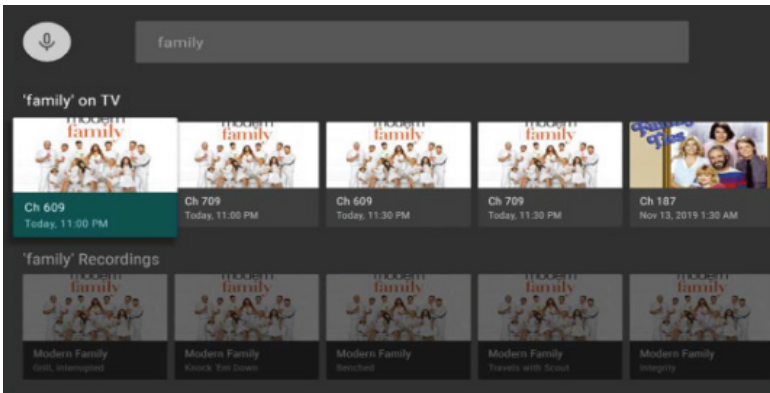 family
'family' on TV
modern
family
Ch 609
Today, 11:00 PM
modern
family
Ch 709
Today, 11:00 PM
modern
family
Ch 609
Today, 11:30 PM
modern
family
Ch 709
Today, 11:30 PM
Family
Ties
Ch 187
Nov 13, 2019 1:30 AM
'family' Recordings
modern
family
Modern Family
Grill, Interrupted
modern
family
Modern Family
Knock 'Em Down
modern
family
Modern Family
Benched
modern
family
Modern Family
Travels with Scout
modern
family
Modern Family
Integrity